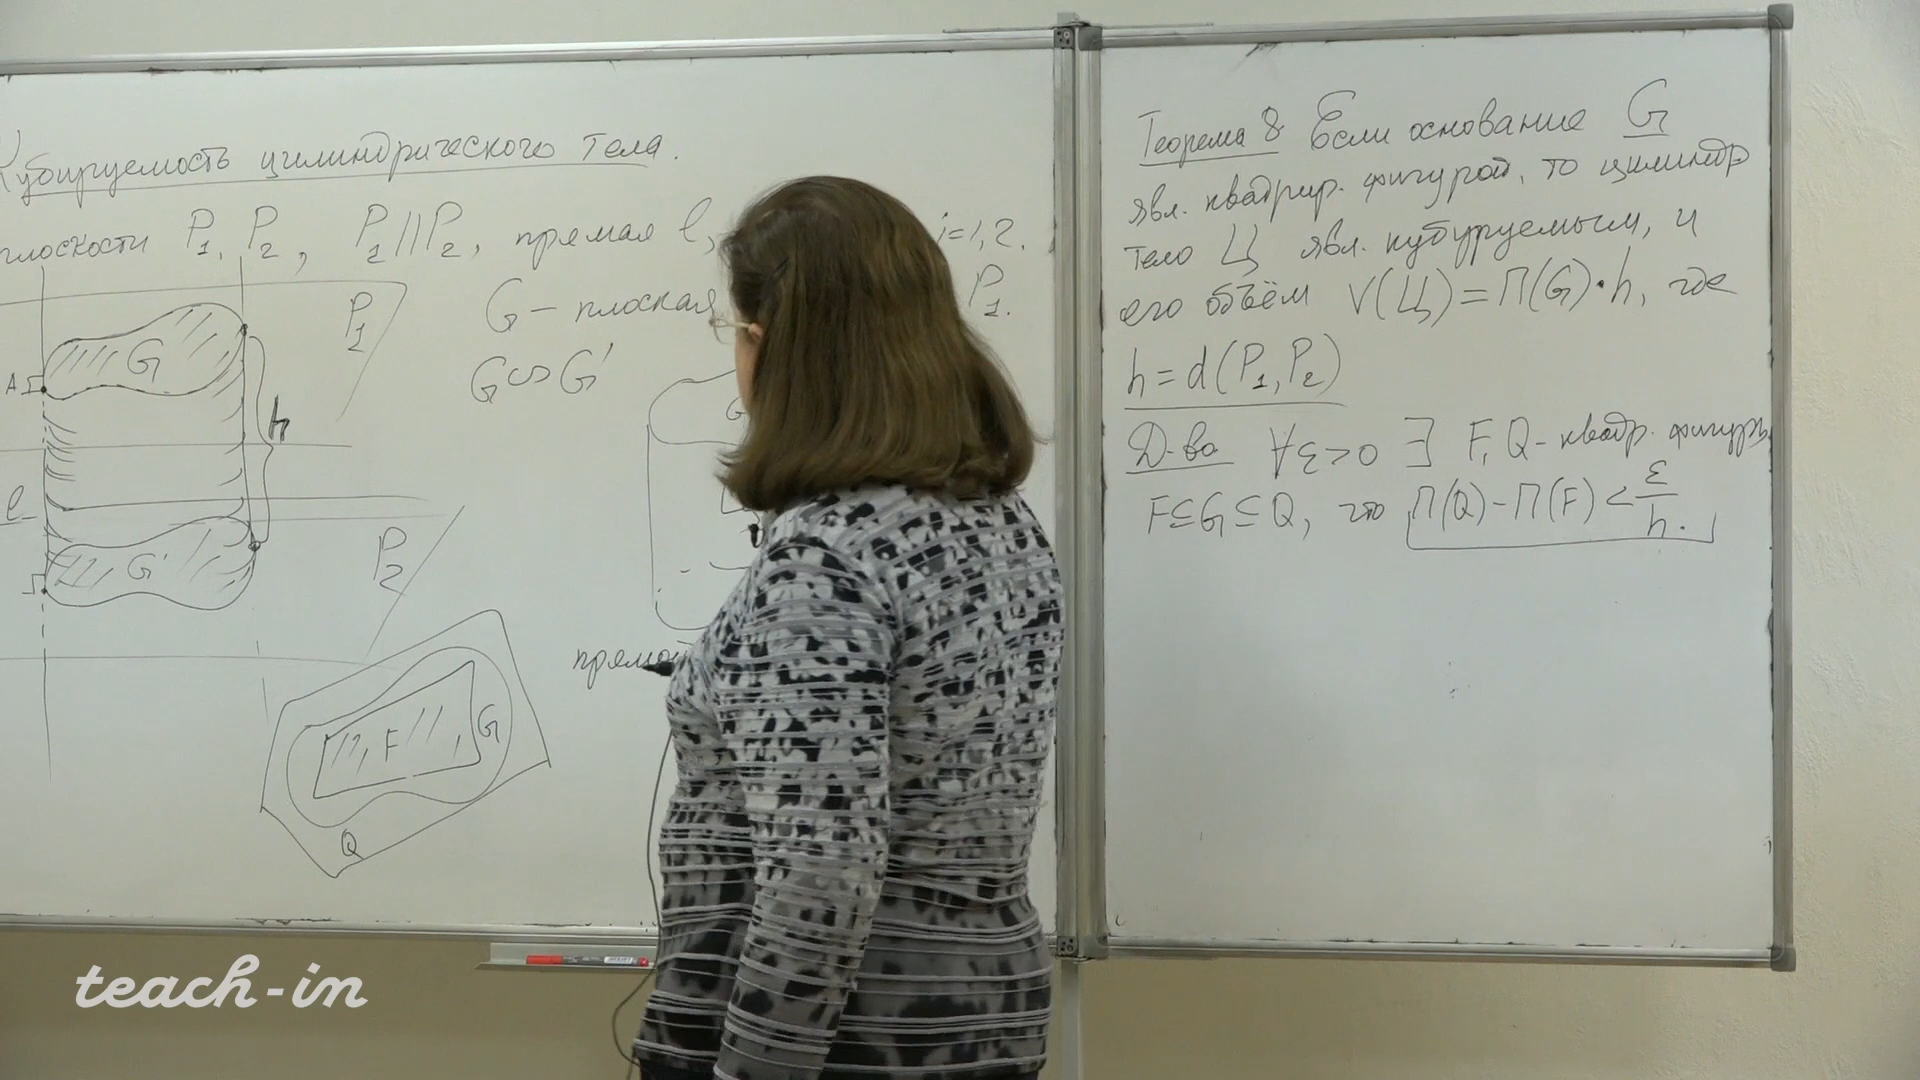 Кубируемость цилиндрического тела.
плоскости P₁, P₂, P₁ || P₂, прямая l, i=1,2.
G – плоская P₁.
G ∽ G'
P₁
G
A
h
l
G'
P₂
G
прямой
F
G
Q
Теорема 8 Если основание G
явл. квадрир. фигурой, то цилиндр
тело Ц явл. кубируемым, и
его объём V(Ц)=П(G)·h, где
h=d(P₁,P₂)
Д-во ∀ε>0 ∃ F, Q – квадр. фигуры
F⊆G⊆Q, что П(Q)-П(F)<ε/h.
teach-in